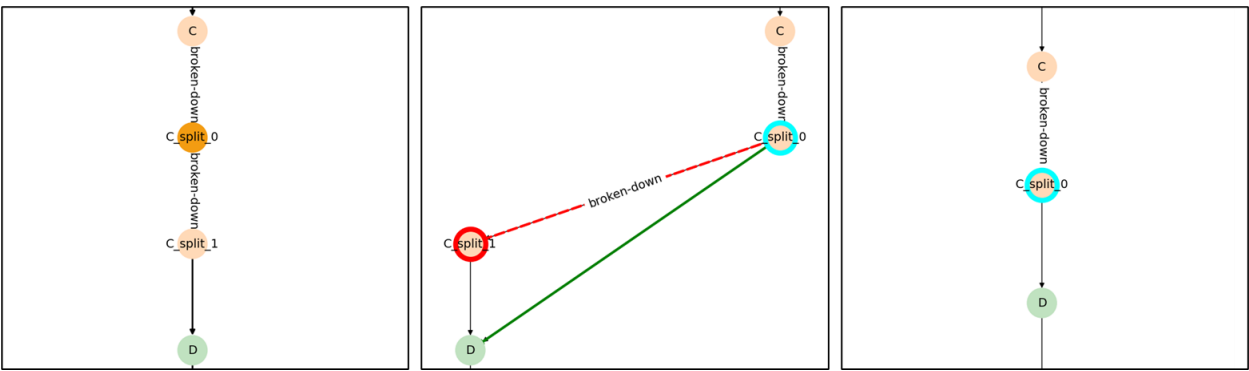 C
broken-down
C_split_0
broken-down
C_split_1
D
C
broken-down
C_split_0
broken-down
C_split_1
D
C
broken-down
C_split_0
D